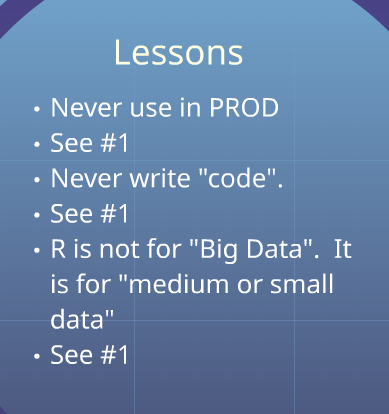 Lessons
• Never use in PROD
• See #1
• Never write "code".
• See #1
• R is not for "Big Data".  It
is for "medium or small
data"
• See #1